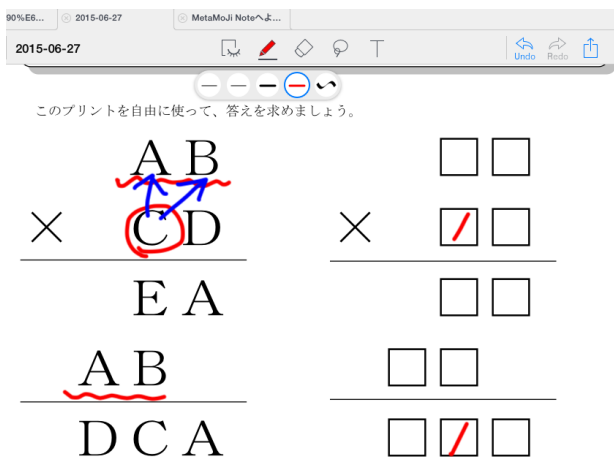 90%E6... 2015-06-27 MetaMoJi Noteへよ...
2015-06-27 T Undo Redo
このプリントを自由に使って、答えを求めましょう。
A B
× C D ×
E A
A B
D C A